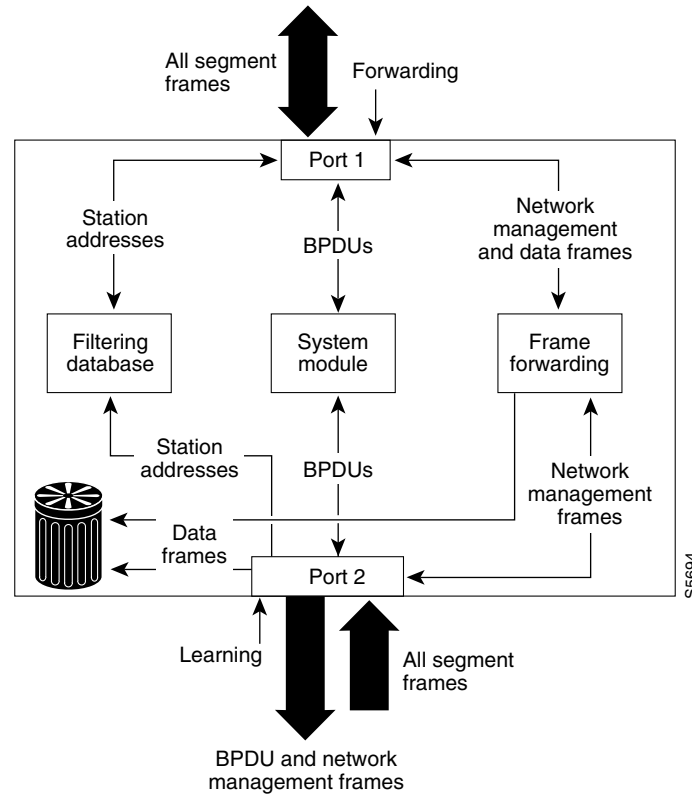 All segment
frames
Forwarding
Port 1
Station
addresses
BPDUs
Network
management
and data frames
Filtering
database
System
module
Frame
forwarding
Station
addresses
BPDUs
Network
management
frames
Data
frames
Port 2
S5694
Learning
All segment
frames
BPDU and network
management frames